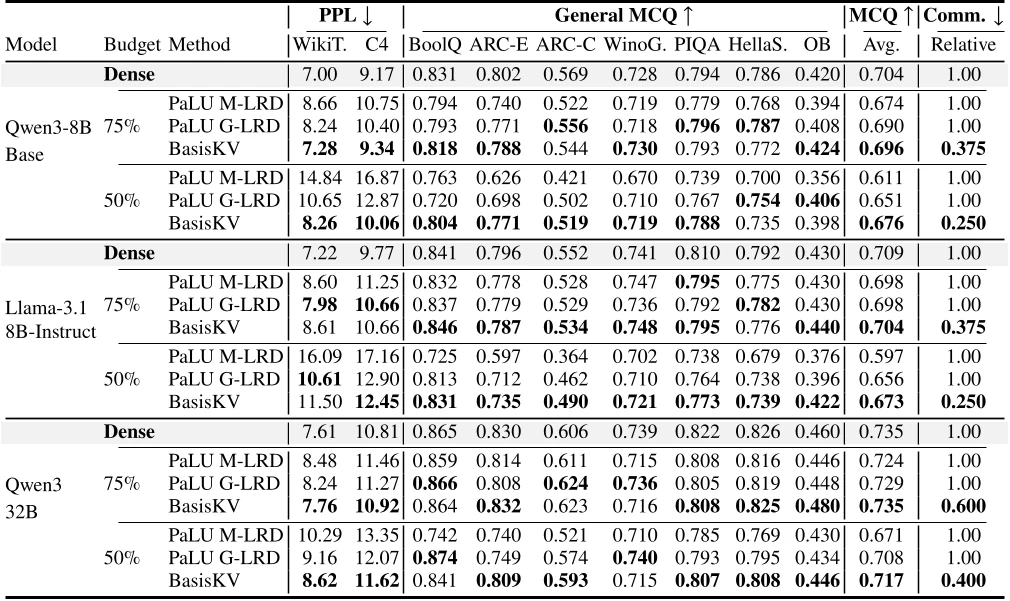 PPL ↓ General MCQ ↑ MCQ ↑ Comm. ↓
Model Budget Method WikiT. C4 BoolQ ARC-E ARC-C WinoG. PIQA HellaS. OB Avg. Relative
Dense 7.00 9.17 0.831 0.802 0.569 0.728 0.794 0.786 0.420 0.704 1.00
Qwen3-8B Base
75%
PaLU M-LRD 8.66 10.75 0.794 0.740 0.522 0.719 0.779 0.768 0.394 0.674 1.00
PaLU G-LRD 8.24 10.40 0.793 0.771 0.556 0.718 0.796 0.787 0.408 0.690 1.00
BasisKV 7.28 9.34 0.818 0.788 0.544 0.730 0.793 0.772 0.424 0.696 0.375
50%
PaLU M-LRD 14.84 16.87 0.763 0.626 0.421 0.670 0.739 0.700 0.356 0.611 1.00
PaLU G-LRD 10.65 12.87 0.720 0.698 0.502 0.710 0.767 0.754 0.406 0.651 1.00
BasisKV 8.26 10.06 0.804 0.771 0.519 0.719 0.788 0.735 0.398 0.676 0.250
Dense 7.22 9.77 0.841 0.796 0.552 0.741 0.810 0.792 0.430 0.709 1.00
Llama-3.1 8B-Instruct
75%
PaLU M-LRD 8.60 11.25 0.832 0.778 0.528 0.747 0.795 0.775 0.430 0.698 1.00
PaLU G-LRD 7.98 10.66 0.837 0.779 0.529 0.736 0.792 0.782 0.430 0.698 1.00
BasisKV 8.61 10.66 0.846 0.787 0.534 0.748 0.795 0.776 0.440 0.704 0.375
50%
PaLU M-LRD 16.09 17.16 0.725 0.597 0.364 0.702 0.738 0.679 0.376 0.597 1.00
PaLU G-LRD 10.61 12.90 0.813 0.712 0.462 0.710 0.764 0.738 0.396 0.656 1.00
BasisKV 11.50 12.45 0.831 0.735 0.490 0.721 0.773 0.739 0.422 0.673 0.250
Dense 7.61 10.81 0.865 0.830 0.606 0.739 0.822 0.826 0.460 0.735 1.00
Qwen3 32B
75%
PaLU M-LRD 8.48 11.46 0.859 0.814 0.611 0.715 0.808 0.816 0.446 0.724 1.00
PaLU G-LRD 8.24 11.27 0.866 0.808 0.624 0.736 0.805 0.819 0.448 0.729 1.00
BasisKV 7.76 10.92 0.864 0.832 0.623 0.716 0.808 0.825 0.480 0.735 0.600
50%
PaLU M-LRD 10.29 13.35 0.742 0.740 0.521 0.710 0.785 0.769 0.430 0.671 1.00
PaLU G-LRD 9.16 12.07 0.874 0.749 0.574 0.740 0.793 0.795 0.434 0.708 1.00
BasisKV 8.62 11.62 0.841 0.809 0.593 0.715 0.807 0.808 0.446 0.717 0.400